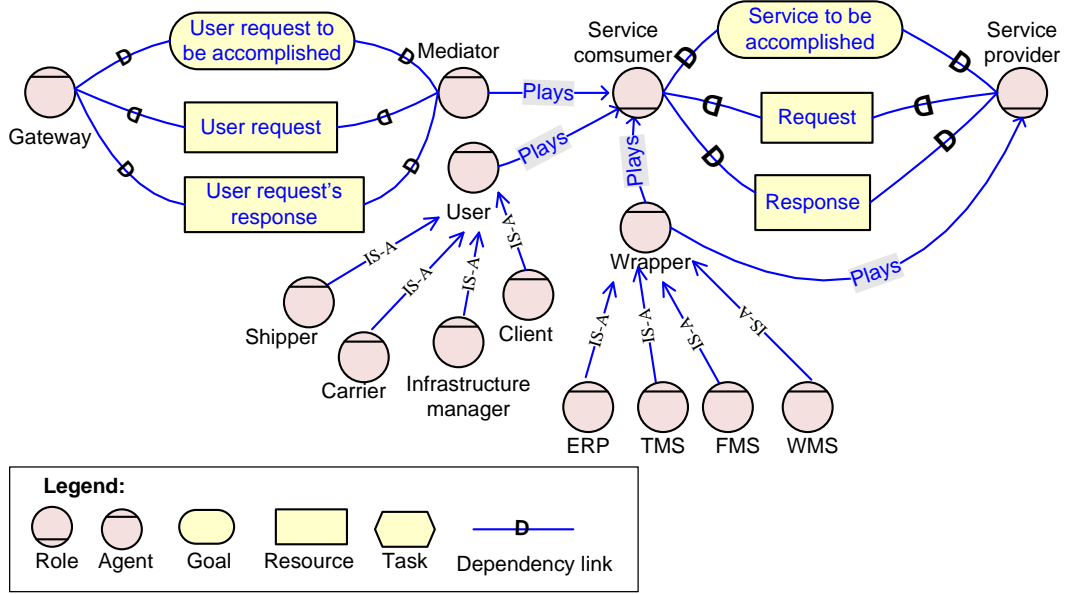 User request to
be accomplished
Mediator
Service
comsumer
Service to be
accomplished
Service
provider
D
D
D
D
Gateway
User request
D
D
Plays
Request
D
D
User request's
response
D
D
Plays
Plays
Response
D
D
User
IS-A
IS-A
IS-A
IS-A
Wrapper
Plays
Shipper
Carrier
Infrastructure
manager
Client
IS-A
IS-A
IS-A
IS-A
ERP
TMS
FMS
WMS
Legend:
D
Role
Agent
Goal
Resource
Task
Dependency link